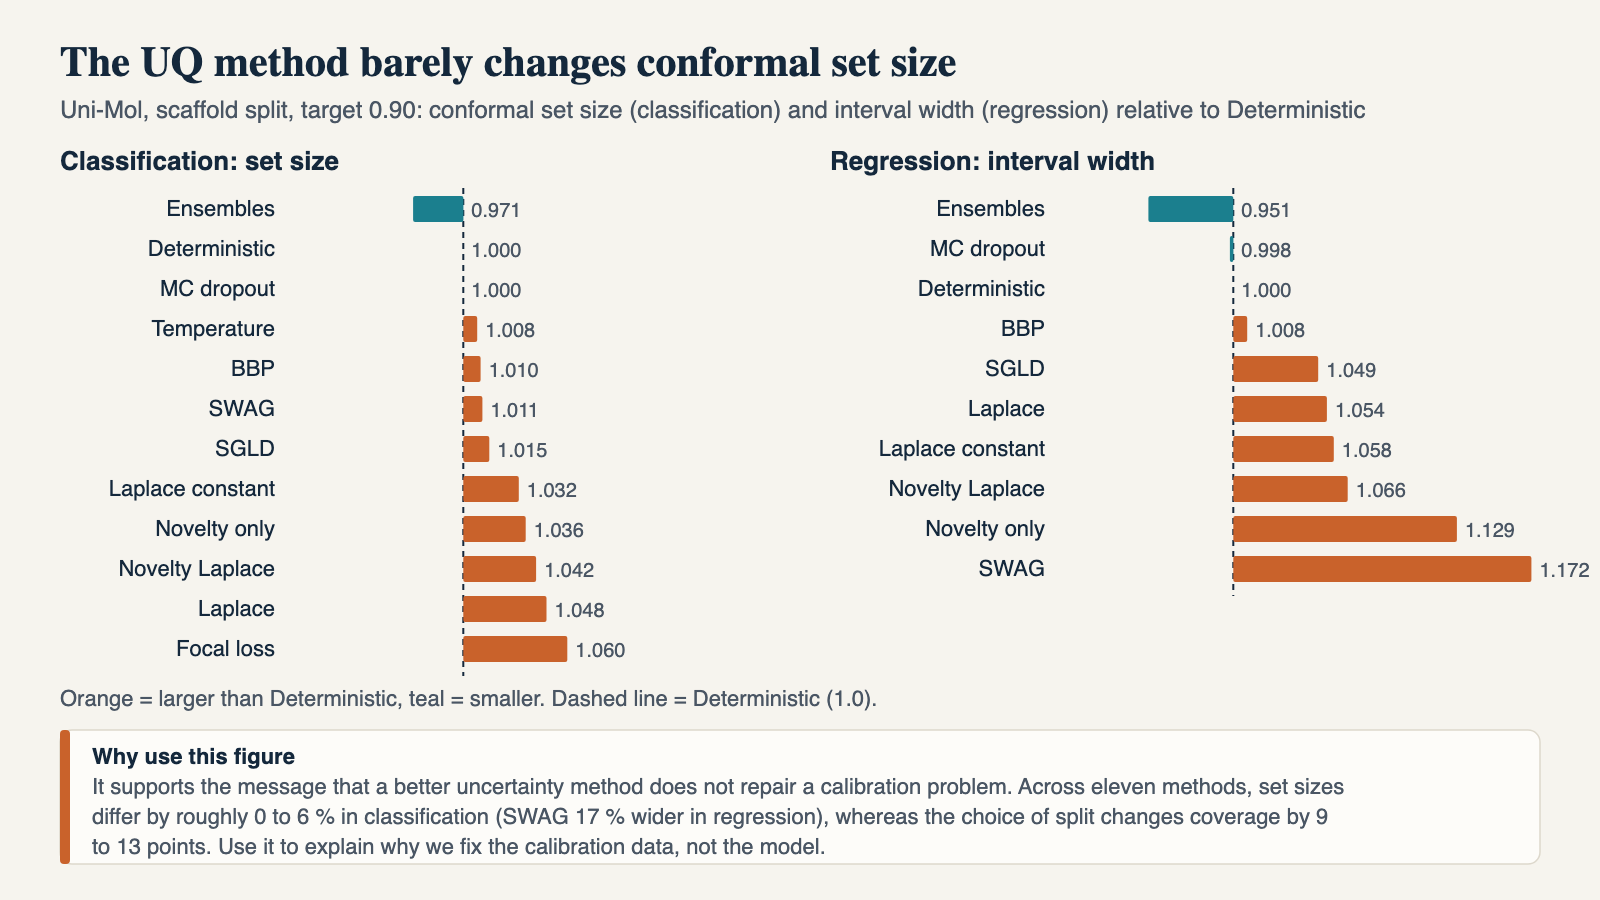 The UQ method barely changes conformal set size
Uni-Mol, scaffold split, target 0.90: conformal set size (classification) and interval width (regression) relative to Deterministic
Classification: set size
Ensembles 0.971
Deterministic 1.000
MC dropout 1.000
Temperature 1.008
BBP 1.010
SWAG 1.011
SGLD 1.015
Laplace constant 1.032
Novelty only 1.036
Novelty Laplace 1.042
Laplace 1.048
Focal loss 1.060
Regression: interval width
Ensembles 0.951
MC dropout 0.998
Deterministic 1.000
BBP 1.008
SGLD 1.049
Laplace 1.054
Laplace constant 1.058
Novelty Laplace 1.066
Novelty only 1.129
SWAG 1.172
Orange = larger than Deterministic, teal = smaller. Dashed line = Deterministic (1.0).
Why use this figure
It supports the message that a better uncertainty method does not repair a calibration problem. Across eleven methods, set sizes
differ by roughly 0 to 6 % in classification (SWAG 17 % wider in regression), whereas the choice of split changes coverage by 9
to 13 points. Use it to explain why we fix the calibration data, not the model.